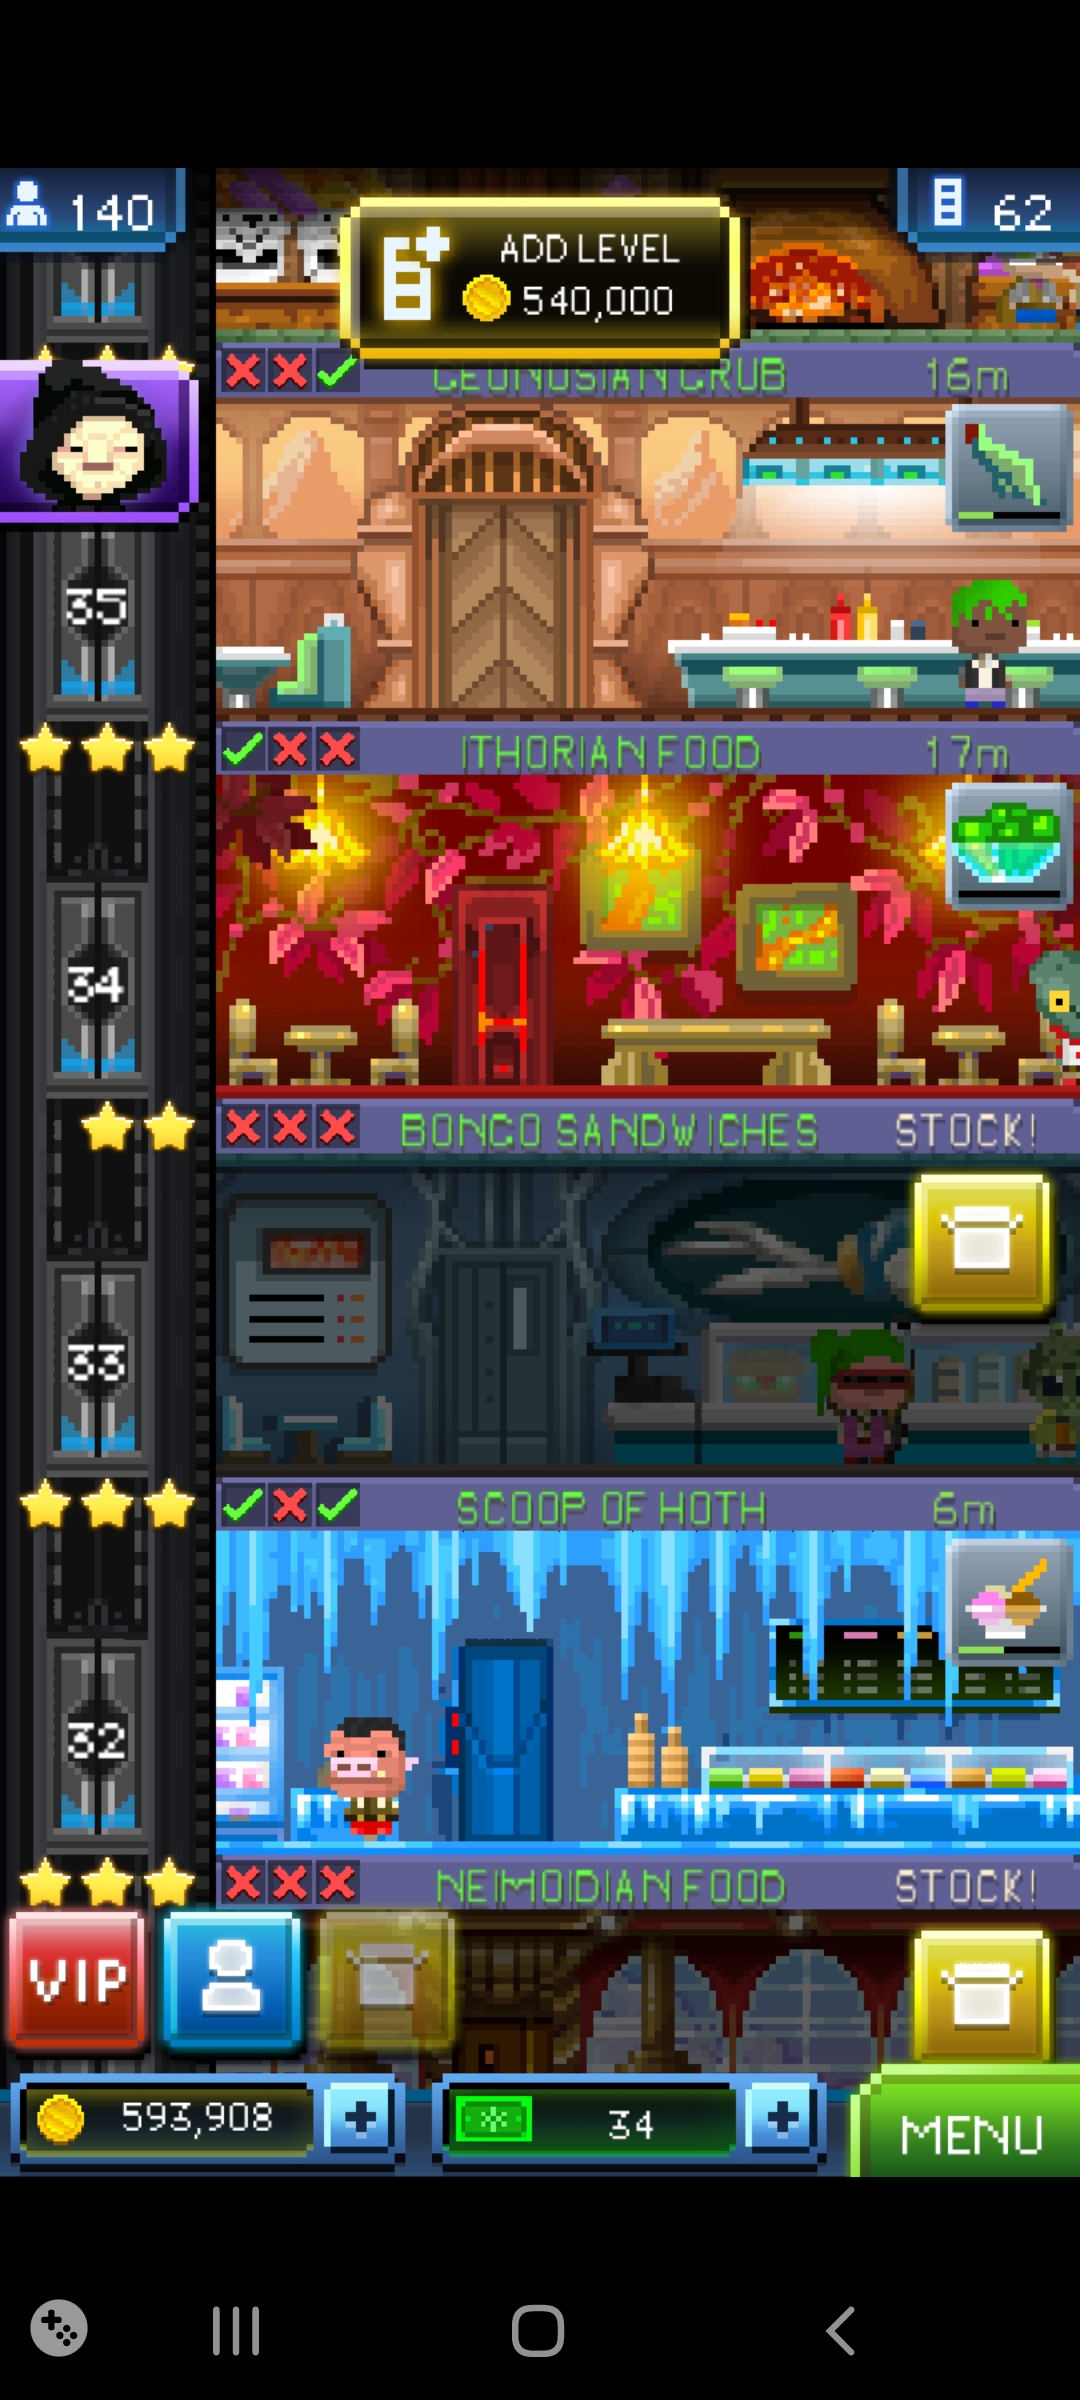 140
ADD LEVEL
540,000
62
GEONOSIAN GRUB
16m
35
ITHORIAN FOOD
17m
34
BONGO SANDWICHES
STOCK!
33
SCOOP OF HOTH
6m
32
NEIMOIDIAN FOOD
STOCK!
VIP
593,908
34
MENU